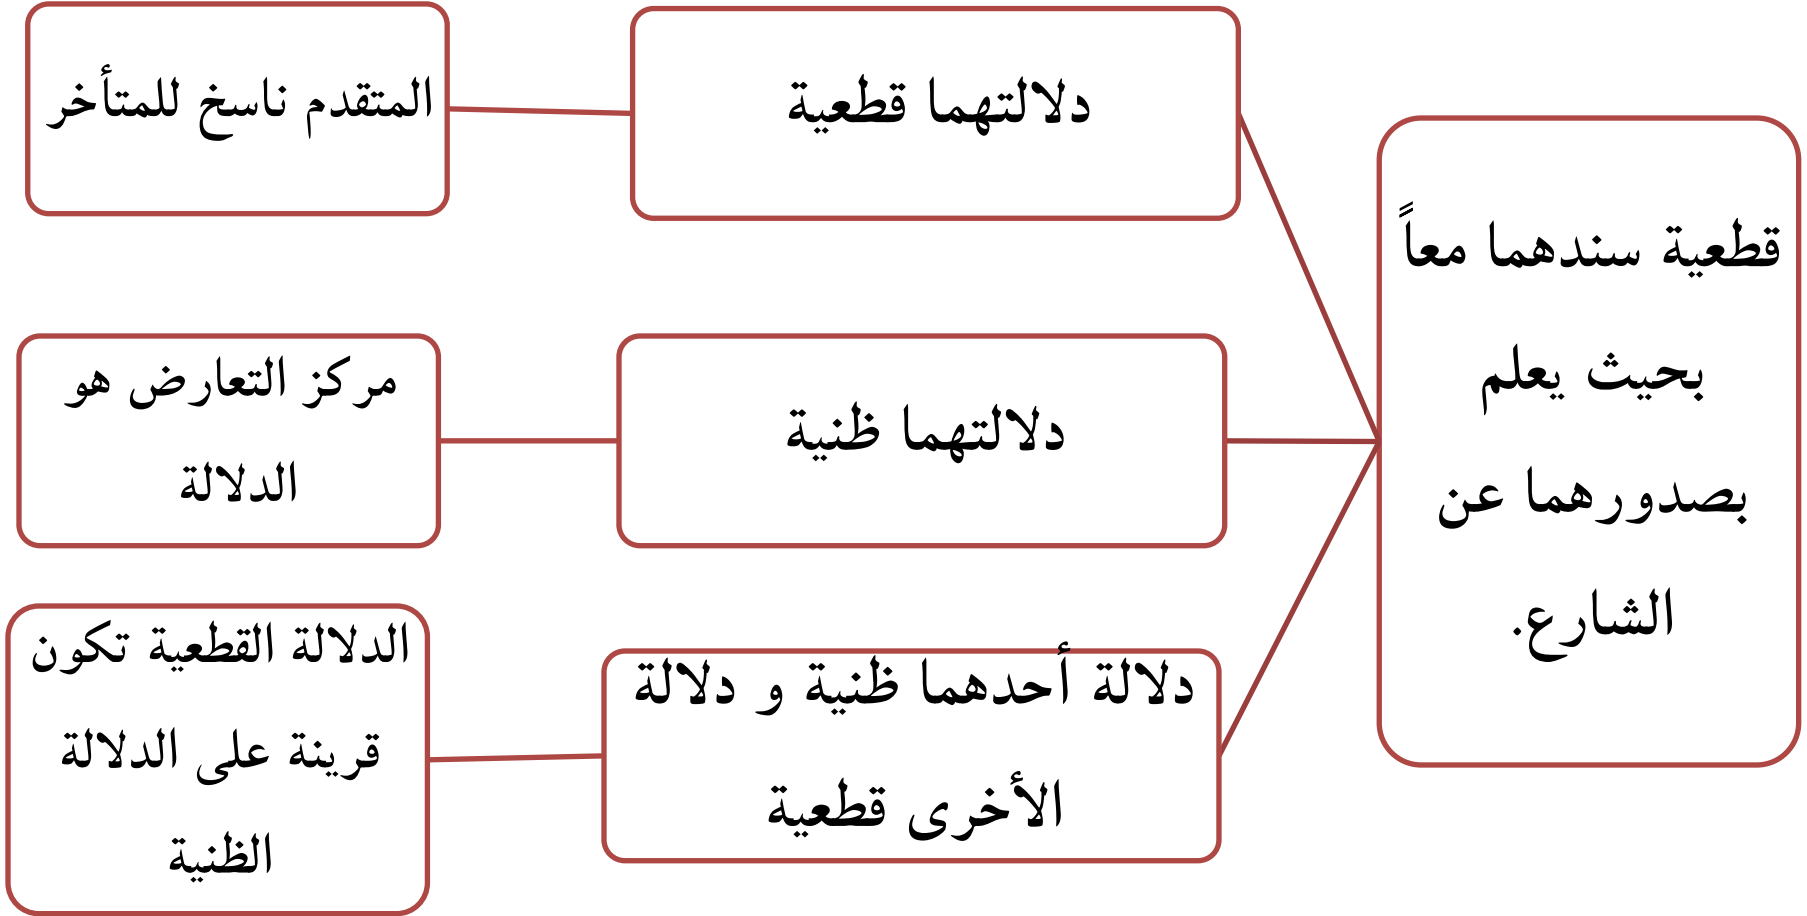 قطعية سندهما معاً
بحيث يعلم
بصدورهما عن
الشارع.
دلالتهما قطعية
المتقدم ناسخ للمتأخر
دلالتهما ظنية
مركز التعارض هو
الدلالة
دلالة أحدهما ظنية و دلالة
الأخرى قطعية
الدلالة القطعية تكون
قرينة على الدلالة
الظنية